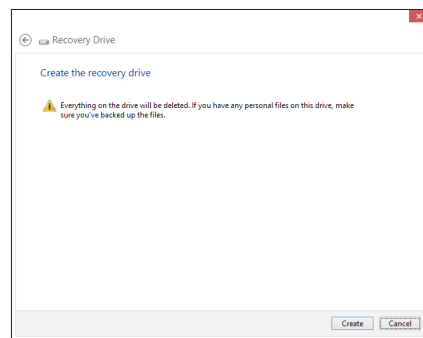 Recovery Drive
Create the recovery drive
Everything on the drive will be deleted. If you have any personal files on this drive, make
sure you've backed up the files.
Create Cancel